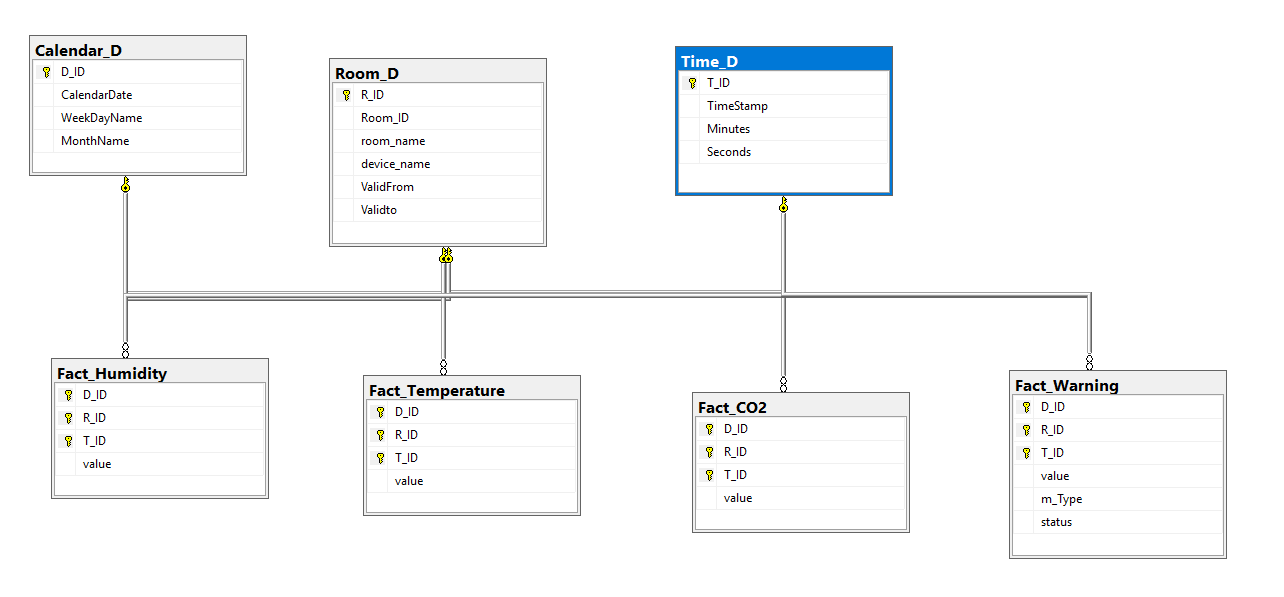 Calendar_D
D_ID
CalendarDate
WeekDayName
MonthName
Room_D
R_ID
Room_ID
room_name
device_name
ValidFrom
Validto
Time_D
T_ID
TimeStamp
Minutes
Seconds
Fact_Humidity
D_ID
R_ID
T_ID
value
Fact_Temperature
D_ID
R_ID
T_ID
value
Fact_CO2
D_ID
R_ID
T_ID
value
Fact_Warning
D_ID
R_ID
T_ID
value
m_Type
status